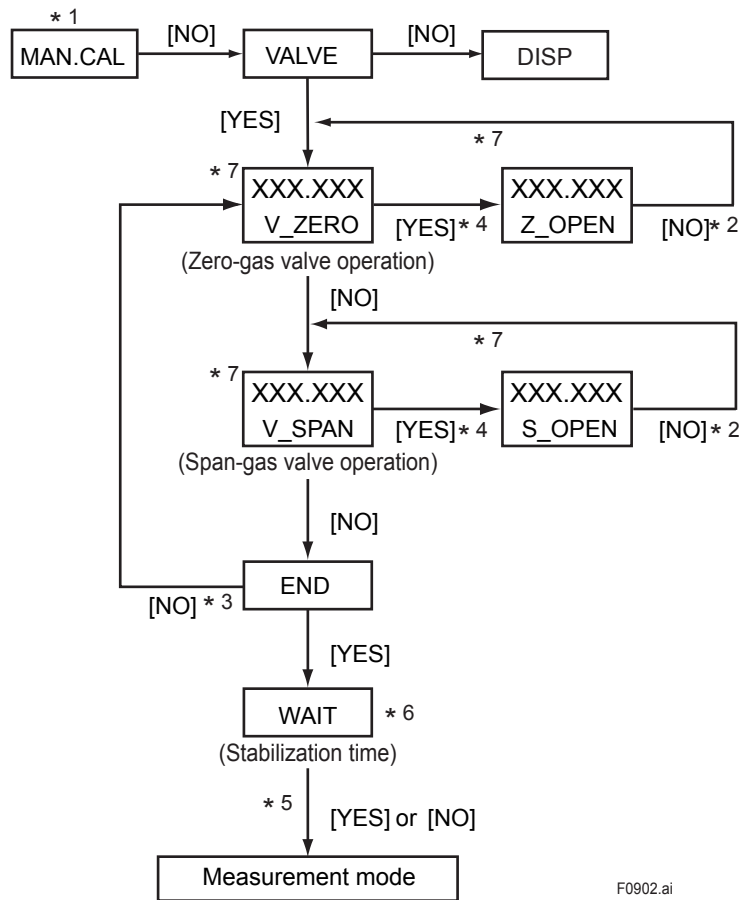 * 1
MAN.CAL
[NO]
VALVE
[NO]
DISP
[YES]
* 7
* 7
XXX.XXX
V_ZERO
[YES]* 4
XXX.XXX
Z_OPEN
[NO]* 2
(Zero-gas valve operation)
[NO]
* 7
* 7
XXX.XXX
V_SPAN
[YES]* 4
XXX.XXX
S_OPEN
[NO]* 2
(Span-gas valve operation)
[NO]
END
[NO] * 3
[YES]
WAIT
* 6
(Stabilization time)
* 5
[YES] or [NO]
Measurement mode
F0902.ai